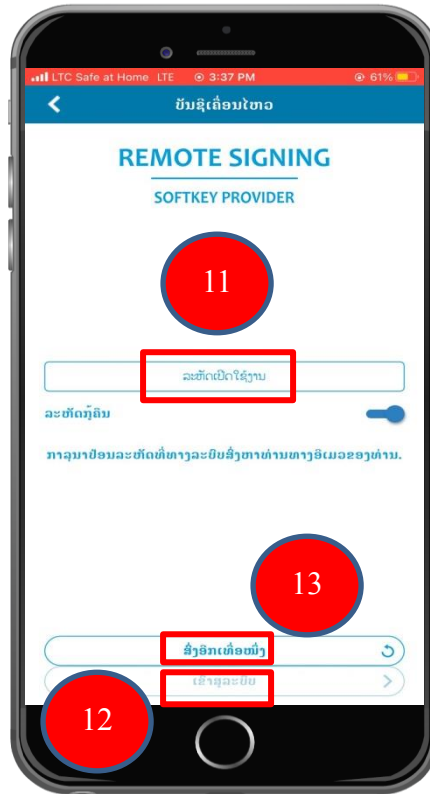 LTC Safe at Home LTE 3:37 PM 61%
ບັນຊີເຄື່ອນໄຫວ
REMOTE SIGNING
SOFTKEY PROVIDER
11
ລະຫັດເປີດໃຊ້ງານ
ລະຫັດກູ້ຄືນ
ກາລຸນາປ້ອນລະຫັດທີ່ທາງລະບົບສົ່ງຫາທ່ານທາງອີເມວຂອງທ່ານ.
13
ສົ່ງອີກເທື່ອໜຶ່ງ
ເຂົ້າສູ່ລະບົບ
12